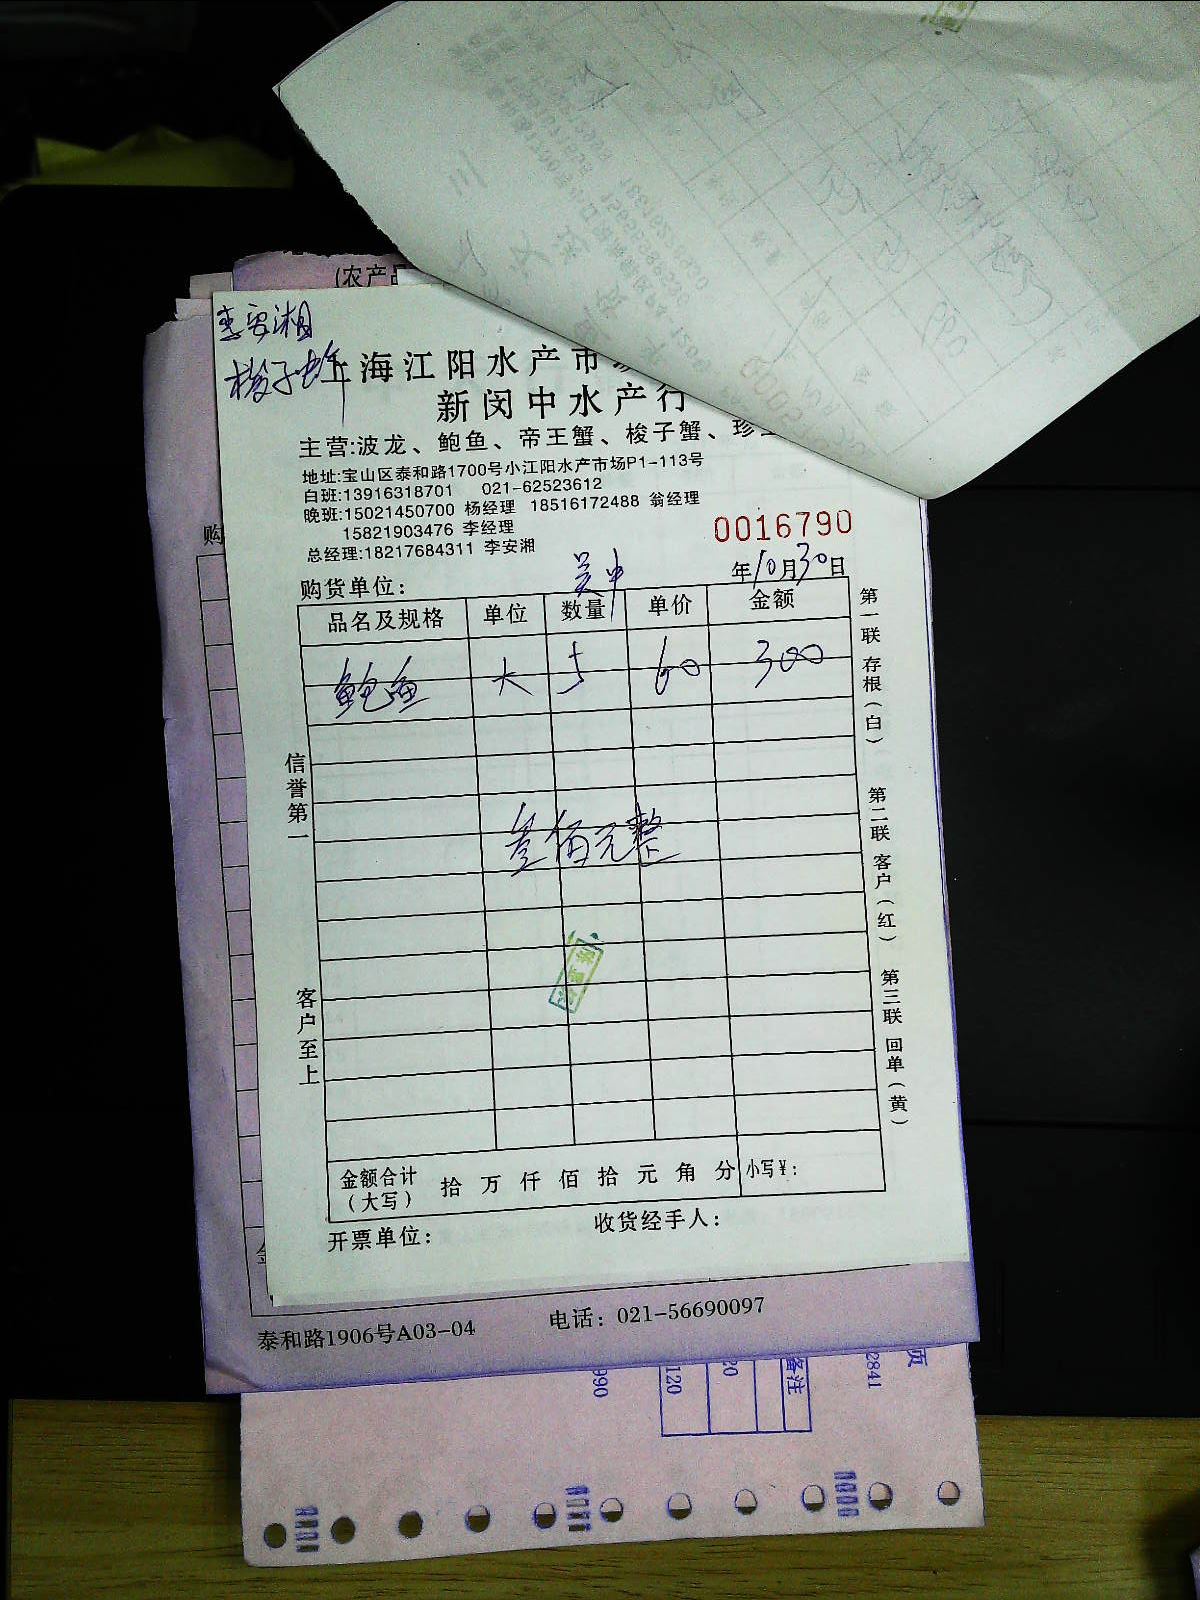 (农产品
李安湘
梭子蟹
上海江阳水产市
新闵中水产行
主营:波龙、鲍鱼、帝王蟹、梭子蟹、珍
地址:宝山区泰和路1700号小江阳水产市场P1-113号
白班:13916318701 021-62523612
晚班:15021450700 杨经理 18516172488 翁经理
15821903476 李经理
总经理:18217684311 李安湘
0016790
购货单位: 吴中 年10月30日
品名及规格 单位 数量 单价 金额
鲍鱼 大 5 60 300
叁佰元整
信誉第一
客户至上
第一联 存根(白)
第二联 客户(红)
第三联 回单(黄)
金额合计(大写) 拾 万 仟 佰 拾 元 角 分 小写¥:
开票单位: 收货经手人:
购
泰和路1906号A03-04 电话: 021-56690097
990
120
20
备注
2841
页